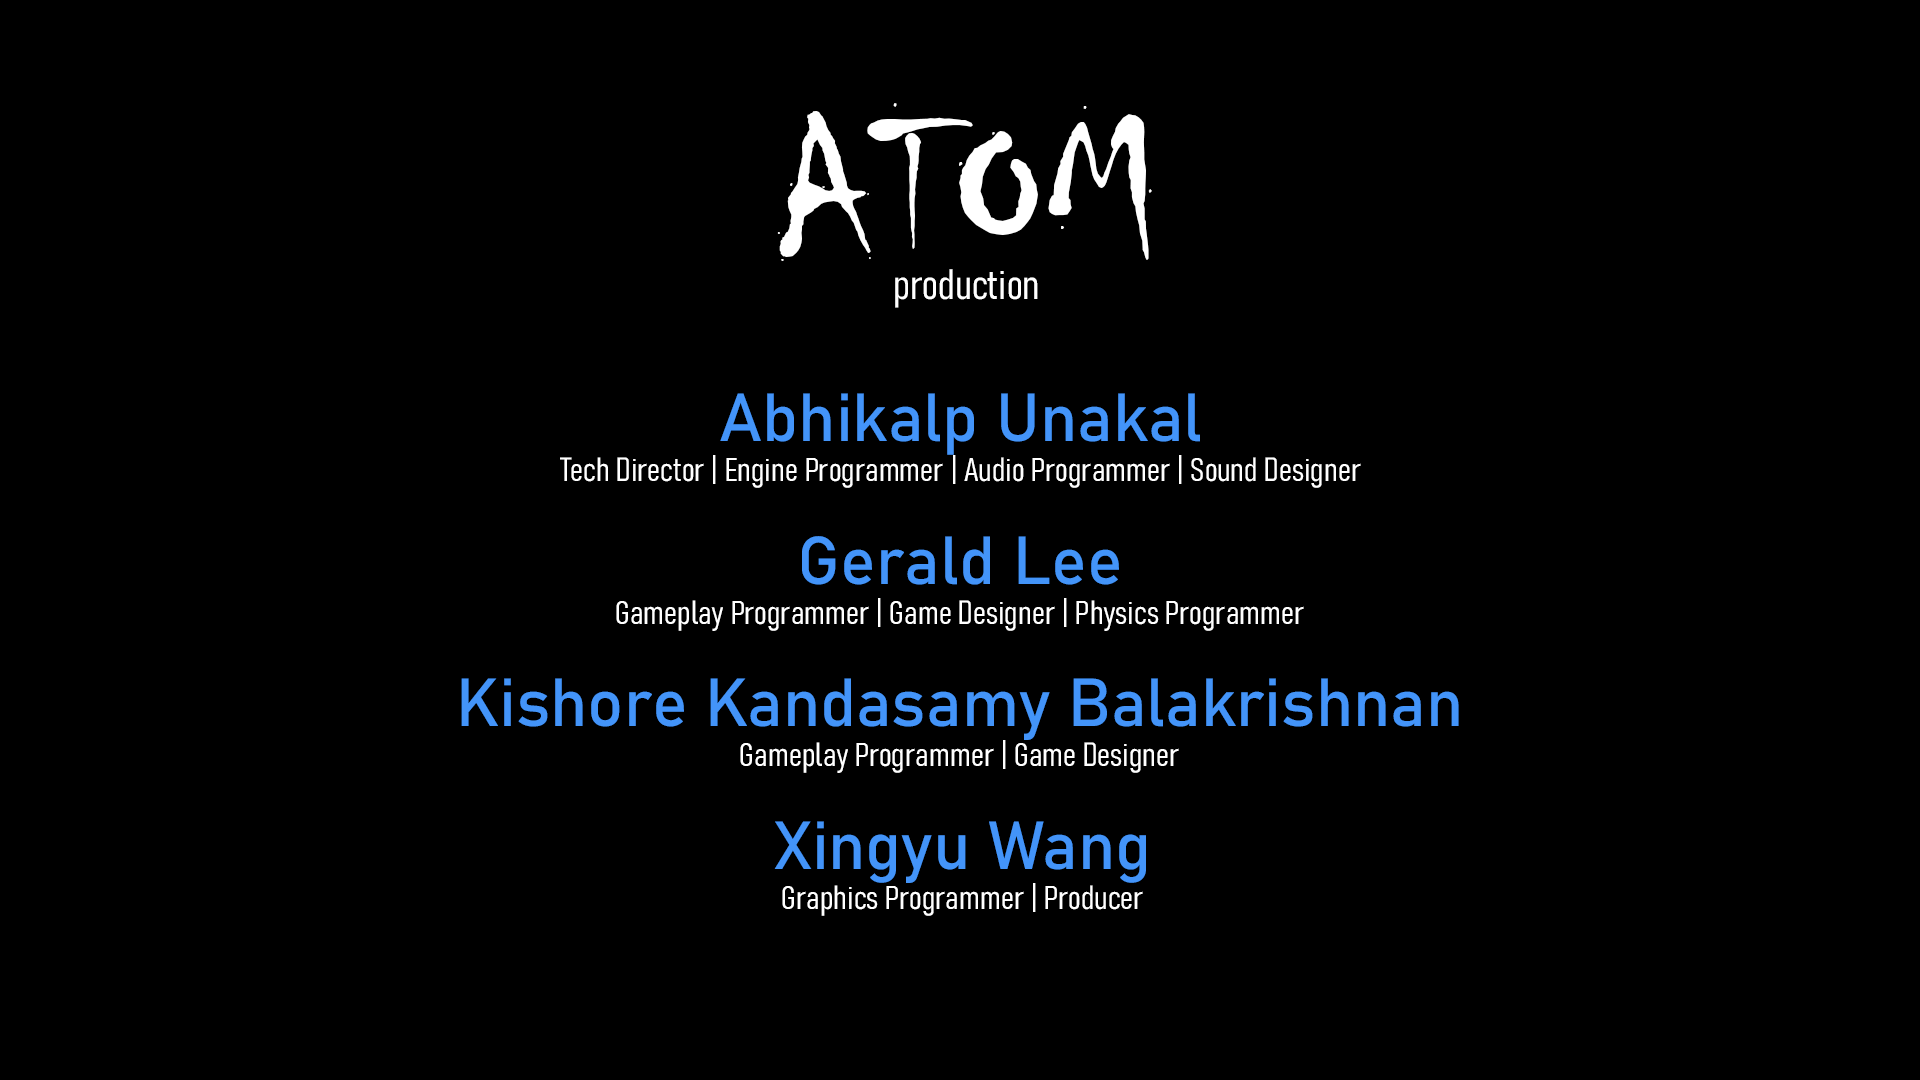 ATOM
production
Abhikalp Unakal
Tech Director | Engine Programmer | Audio Programmer | Sound Designer
Gerald Lee
Gameplay Programmer | Game Designer | Physics Programmer
Kishore Kandasamy Balakrishnan
Gameplay Programmer | Game Designer
Xingyu Wang
Graphics Programmer | Producer